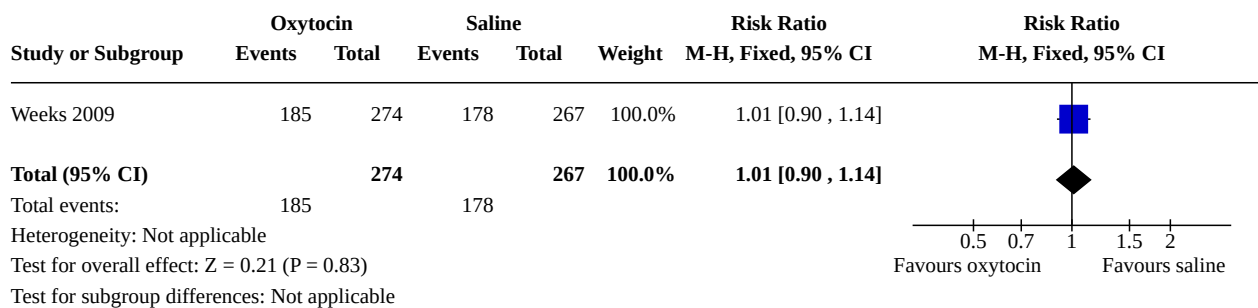 Oxytocin Saline Risk Ratio Risk Ratio
Study or Subgroup Events Total Events Total Weight M-H, Fixed, 95% CI M-H, Fixed, 95% CI
Weeks 2009 185 274 178 267 100.0% 1.01 [0.90 , 1.14]
Total (95% CI) 274 267 100.0% 1.01 [0.90 , 1.14]
Total events: 185 178
Heterogeneity: Not applicable
0.5 0.7 1 1.5 2
Test for overall effect: Z = 0.21 (P = 0.83) Favours oxytocin Favours saline
Test for subgroup differences: Not applicable